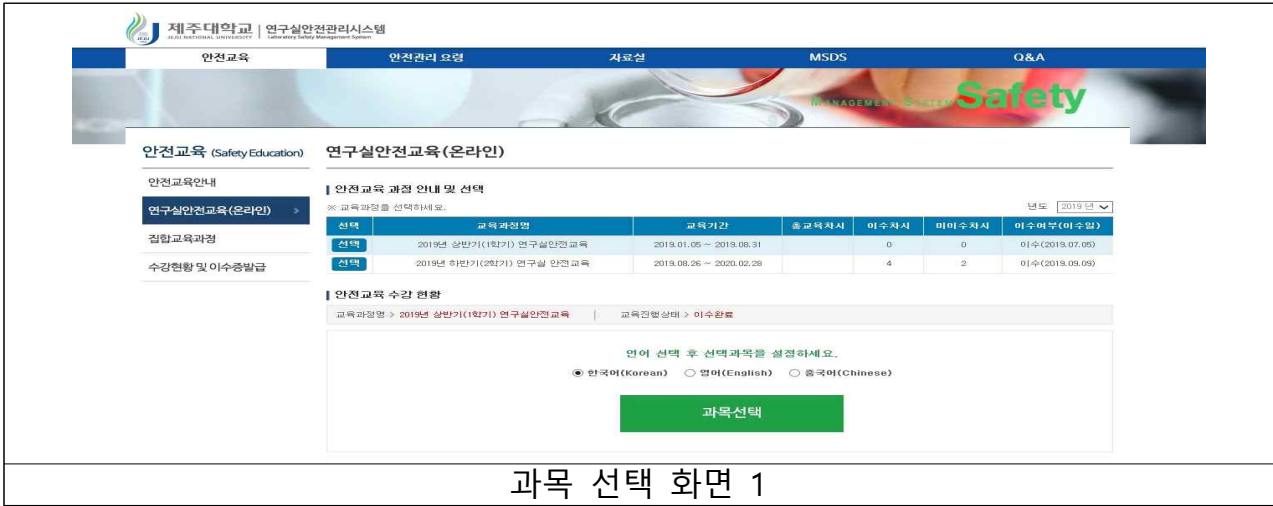 제주대학교 | 연구실안전관리시스템
JEJU NATIONAL UNIVERSITY | Laboratory Safety Management System
안전교육 안전관리 요령 자료실 MSDS Q&A
MANAGEMENT SYSTEM Safety
안전교육 (Safety Education)
안전교육안내
연구실안전교육(온라인) >
집합교육과정
수강현황 및 이수증발급
연구실안전교육(온라인)
안전교육 과정 안내 및 선택
※ 교육과정을 선택하세요. 년도 2019년
선택 교육과정명 교육기간 총교육차시 이수차시 미이수차시 이수여부(이수일)
선택 2019년 상반기(1학기) 연구실안전교육 2019.01.05 ~ 2019.08.31 0 0 이수(2019.07.05)
선택 2019년 하반기(2학기) 연구실 안전교육 2019.08.26 ~ 2020.02.28 4 2 이수(2019.09.09)
안전교육 수강 현황
교육과정명 > 2019년 상반기(1학기) 연구실안전교육 | 교육진행상태 > 이수완료
언어 선택 후 선택과목을 설정하세요.
한국어(Korean) 영어(English) 중국어(Chinese)
과목선택
과목 선택 화면 1